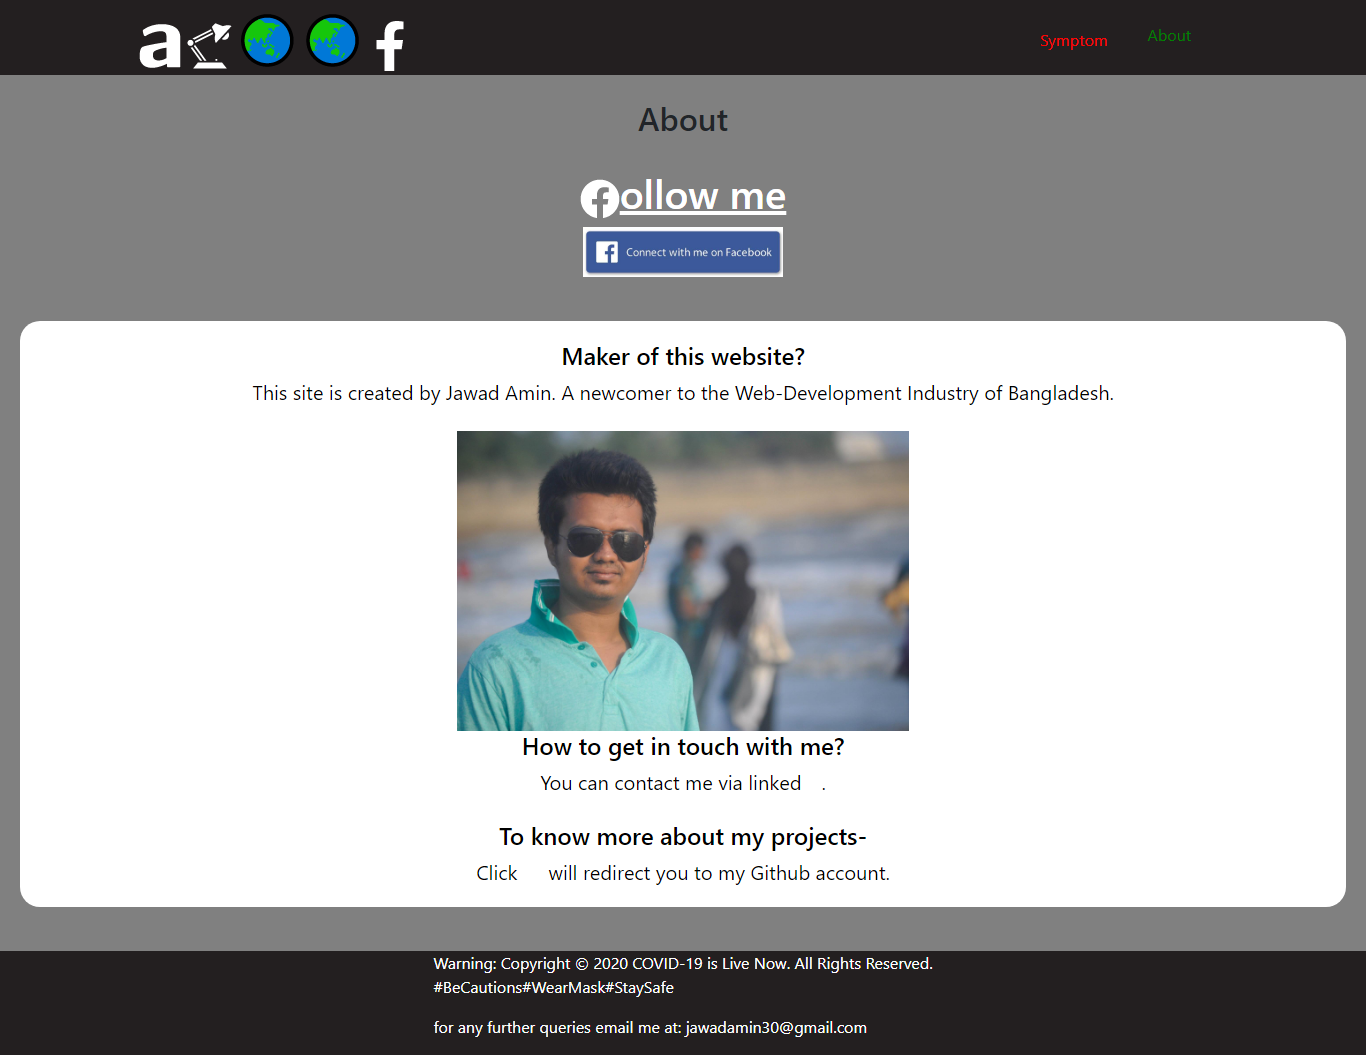 a f
Symptom
About
About
ollow me
Connect with me on Facebook
Maker of this website?
This site is created by Jawad Amin. A newcomer to the Web-Development Industry of Bangladesh.
How to get in touch with me?
You can contact me via linked .
To know more about my projects-
Click will redirect you to my Github account.
Warning: Copyright © 2020 COVID-19 is Live Now. All Rights Reserved.
#BeCautions#WearMask#StaySafe
for any further queries email me at: jawadamin30@gmail.com